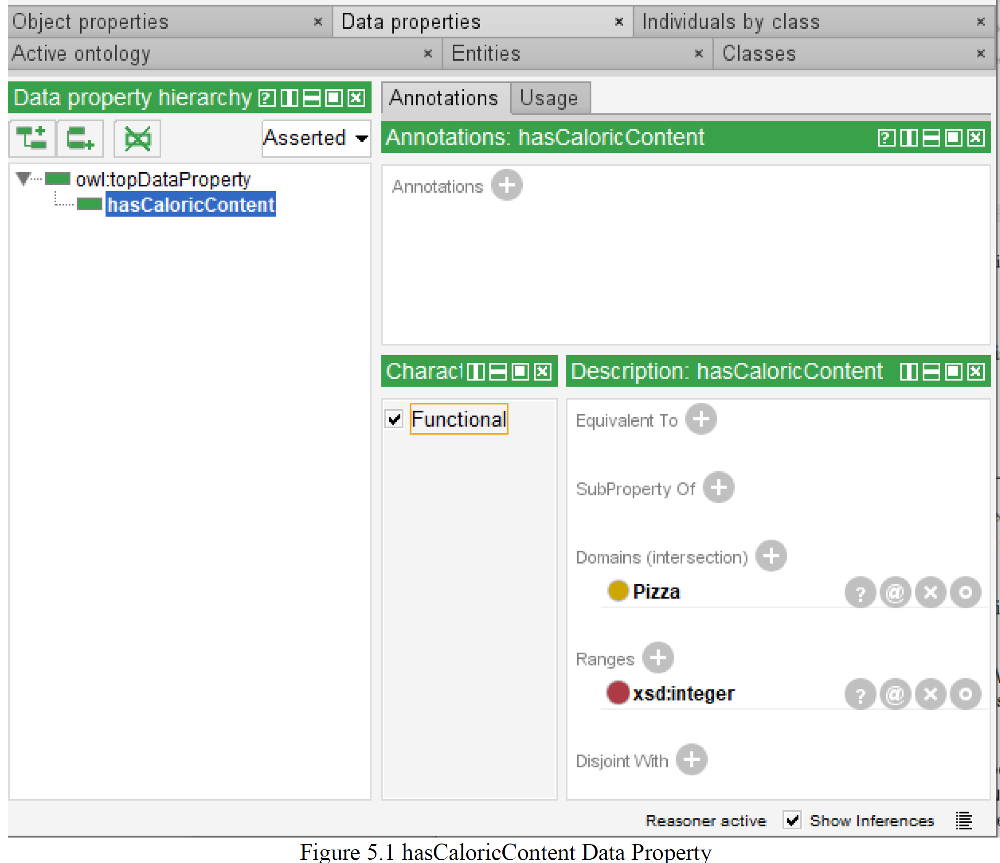 Object properties × Data properties × Individuals by class ×
Active ontology × Entities × Classes ×
Data property hierarchy
Asserted
owl:topDataProperty
hasCaloricContent
Annotations Usage
Annotations: hasCaloricContent
Annotations
Charact
Functional
Description: hasCaloricContent
Equivalent To
SubProperty Of
Domains (intersection)
Pizza
Ranges
xsd:integer
Disjoint With
Reasoner active Show Inferences
Figure 5.1 hasCaloricContent Data Property